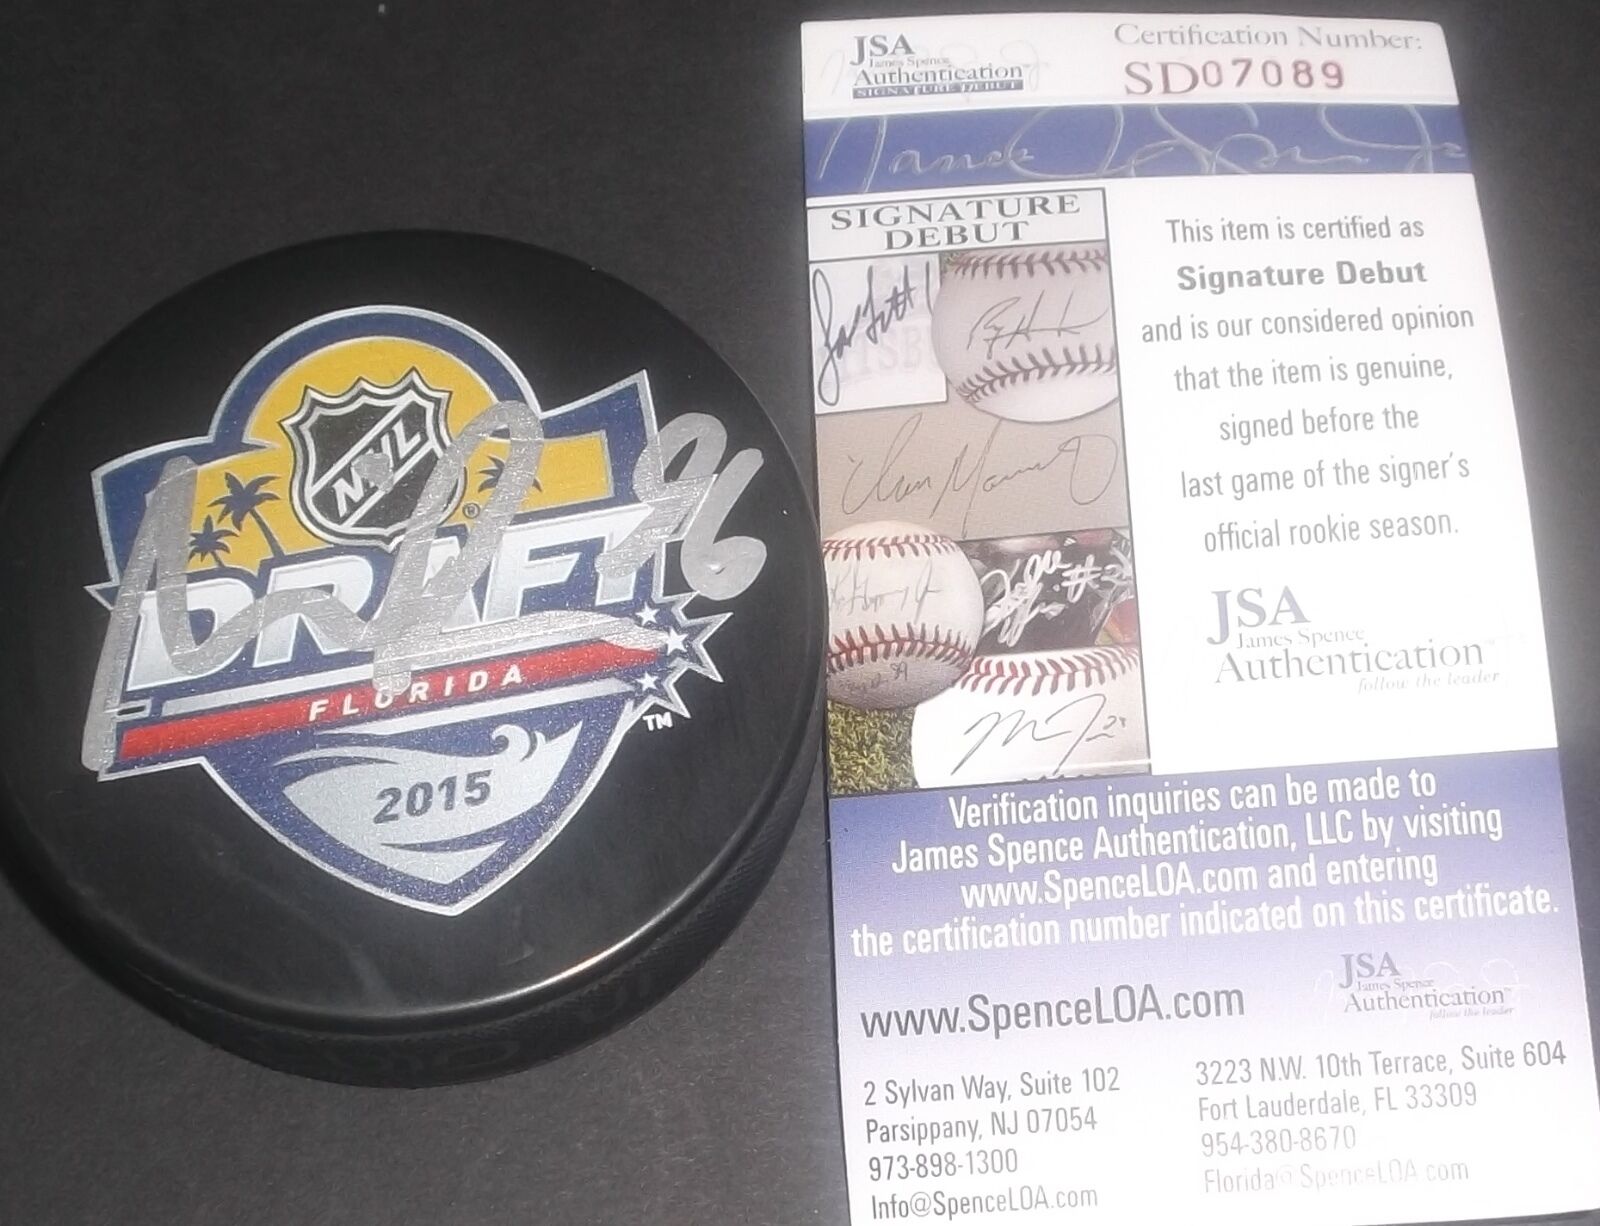 NHL
®
DRAFT
FLORIDA
TM
2015
96
JSA
James Spence
Authentication™
SIGNATURE DEBUT
Certification Number:
SD07089
SIGNATURE
DEBUT
This item is certified as
Signature Debut
and is our considered opinion
that the item is genuine,
signed before the
last game of the signer's
official rookie season.
JSA
James Spence
Authentication™
follow the leader
Verification inquiries can be made to
James Spence Authentication, LLC by visiting
www.SpenceLOA.com and entering
the certification number indicated on this certificate.
www.SpenceLOA.com
JSA
James Spence
Authentication™
follow the leader
2 Sylvan Way, Suite 102
Parsippany, NJ 07054
973-898-1300
Info@SpenceLOA.com
3223 N.W. 10th Terrace, Suite 604
Fort Lauderdale, FL 33309
954-380-8670
Florida@SpenceLOA.com